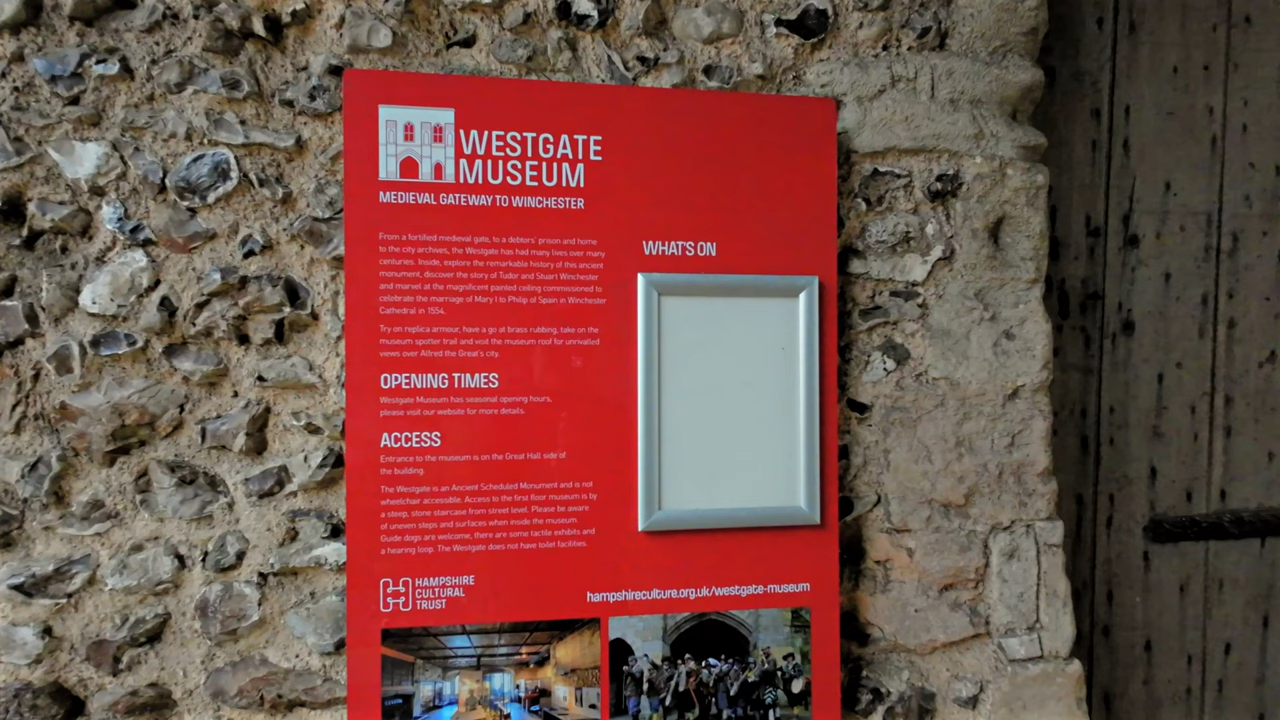 WESTGATE
MUSEUM
MEDIEVAL GATEWAY TO WINCHESTER
From a fortified medieval gate, to a debtors' prison and home
to the city archives, the Westgate has had many lives over many
centuries. Inside, explore the remarkable history of this ancient
monument, discover the story of Tudor and Stuart Winchester
and marvel at the magnificent painted ceiling commissioned to
celebrate the marriage of Mary I to Philip of Spain in Winchester
Cathedral in 1554.
Try on replica armour, have a go at brass rubbing, take on the
museum spotter trail and visit the museum roof for unrivalled
views over Alfred the Great's city.
OPENING TIMES
Westgate Museum has seasonal opening hours,
please visit our website for more details.
ACCESS
Entrance to the museum is on the Great Hall side of
the building.
The Westgate is an Ancient Scheduled Monument and is not
wheelchair accessible. Access to the first floor museum is by
a steep, stone staircase from street level. Please be aware
of uneven steps and surfaces when inside the museum.
Guide dogs are welcome, there are some tactile exhibits and
a hearing loop. The Westgate does not have toilet facilities.
WHAT'S ON
HAMPSHIRE
CULTURAL
TRUST
hampshireculture.org.uk/westgate-museum